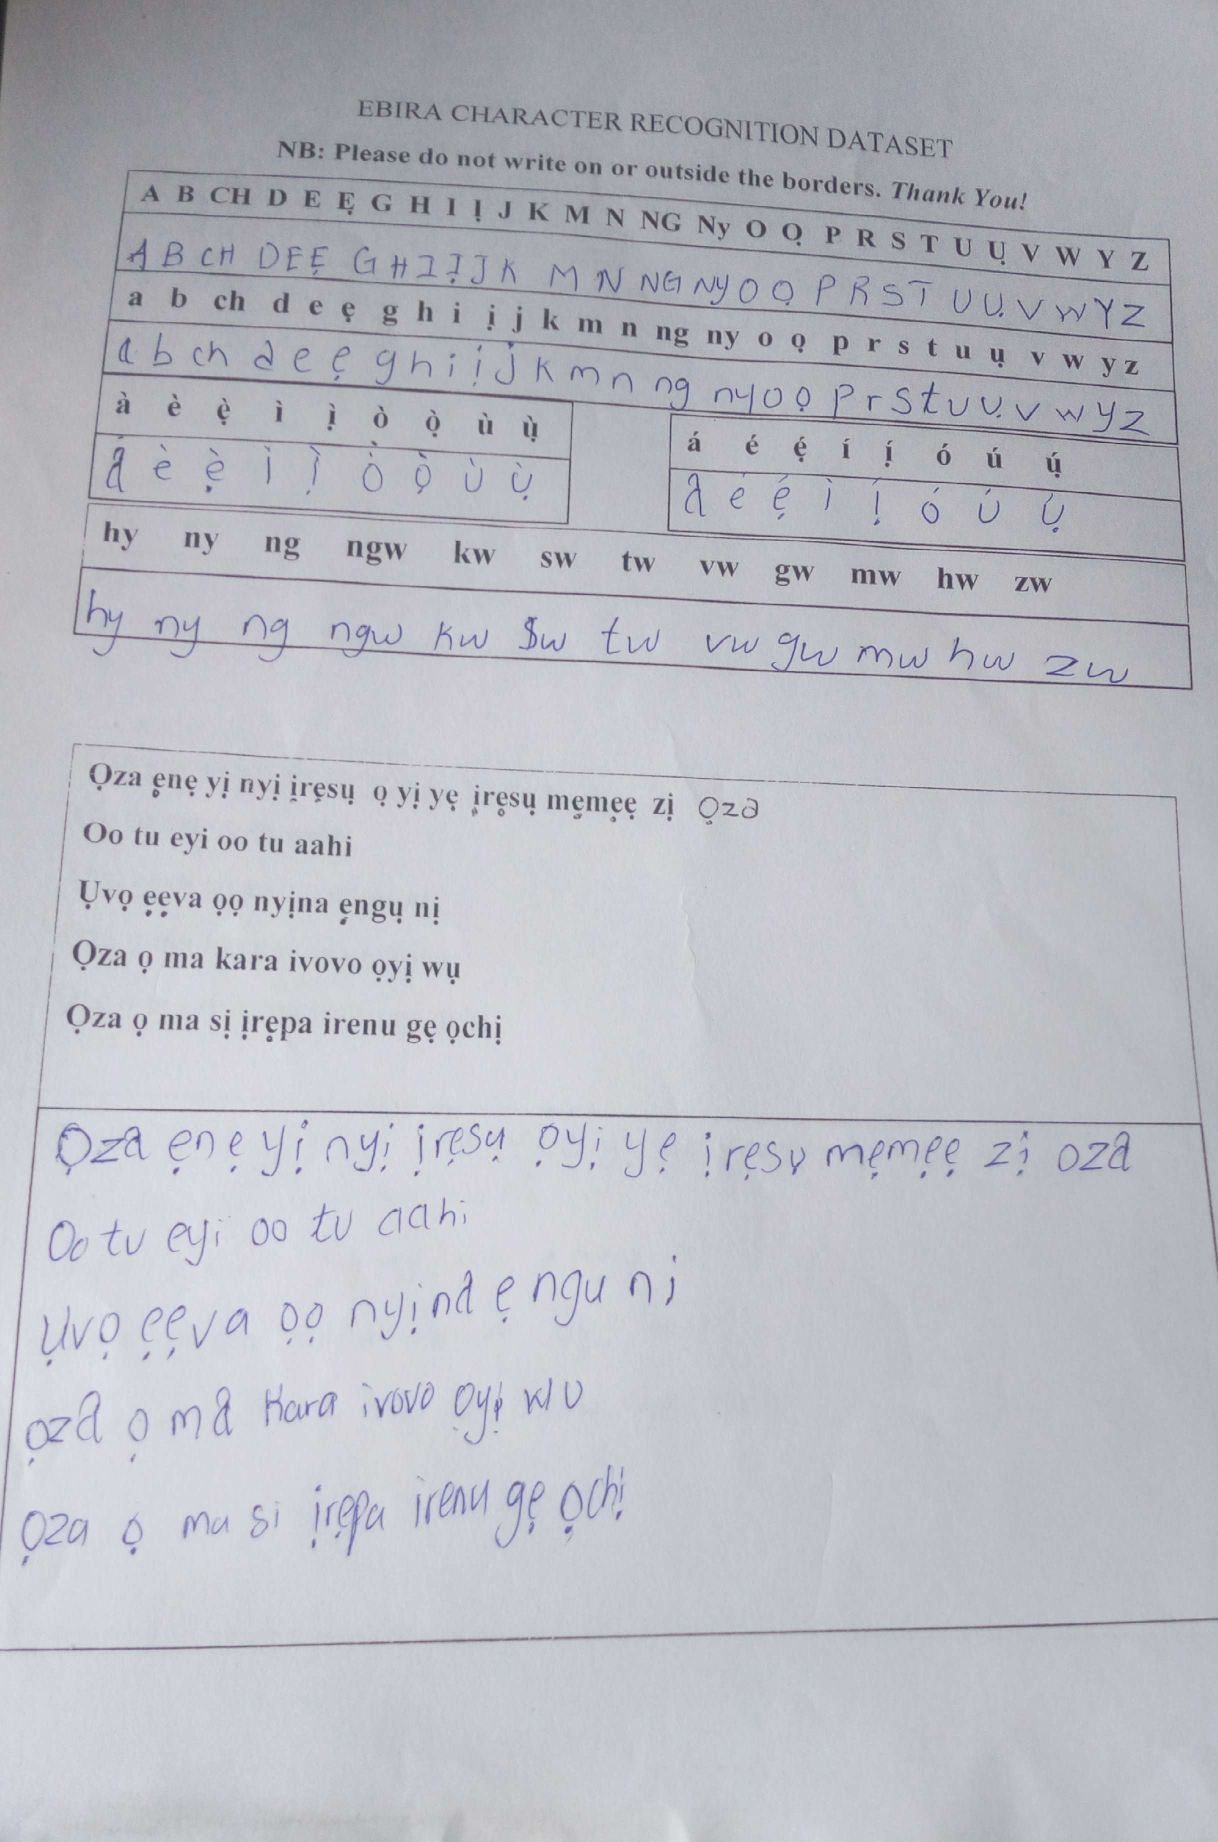 EBIRA CHARACTER RECOGNITION DATASET
NB: Please do not write on or outside the borders. Thank You!
A B CH D E Ẹ G H I Ị J K M N NG Ny O Ọ P R S T U Ụ V W Y Z
A B CH D E Ẹ G H I Ị J K M N NG Ny O Ọ P R S T U Ụ V W Y Z
a b ch d e ẹ g h i ị j k m n ng ny o ọ p r s t u ụ v w y z
a b ch d e ẹ g h i ị j k m n ng ny o ọ p r s t u ụ v w y z
à è ẹ̀ ì ị̀ ò ọ̀ ù ụ̀
à è ẹ̀ ì ị̀ ò ọ̀ ù ụ̀
á é ẹ́ í ị́ ó ú ụ́
á é ẹ́ ì ị́ ó ú ụ́
hy ny ng ngw kw sw tw vw gw mw hw zw
hy ny ng ngw kw sw tw vw gw mw hw zw
Ọza ẹnẹ yị nyị ịrẹsụ ọ yị yẹ ịrẹsụ mẹmẹẹ zị Ọza
Oo tu eyi oo tu aahi
Ụvọ ẹẹva ọọ nyịna ẹngụ nị
Ọza ọ ma kara ivovo ọyị wụ
Ọza ọ ma sị ịrẹpa irenu gẹ ọchị
Ọza ẹnẹ yị nyị ịrẹsụ ọyị yẹ ịrẹsụ mẹmẹẹ zị oza
Oo tu eyi oo tu aahi
Ụvọ ẹẹva ọọ nyịna ẹngu nị
ọza ọ ma kara ivovo ọyị wu
Ọza ọ ma si ịrẹpa irenu gẹ ọchị